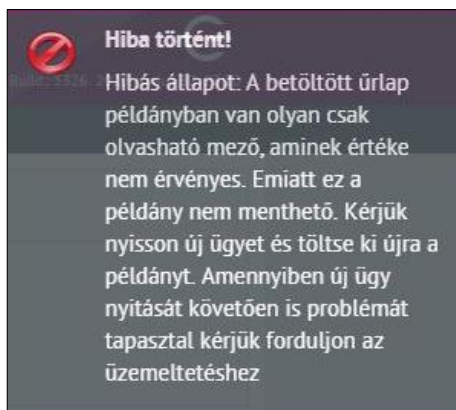 Hiba történt!
Hibás állapot: A betöltött űrlap
példányban van olyan csak
olvasható mező, aminek értéke
nem érvényes. Emiatt ez a
példány nem menthető. Kérjük
nyisson új ügyet és töltse ki újra a
példányt. Amennyiben új ügy
nyitását követően is problémát
tapasztal kérjük forduljon az
üzemeltetéshez